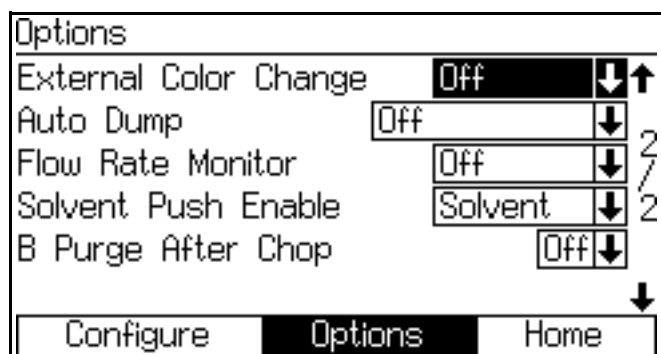 Options
External Color Change Off
Auto Dump Off
Flow Rate Monitor Off
Solvent Push Enable Solvent
B Purge After Chop Off
2/2
Configure Options Home